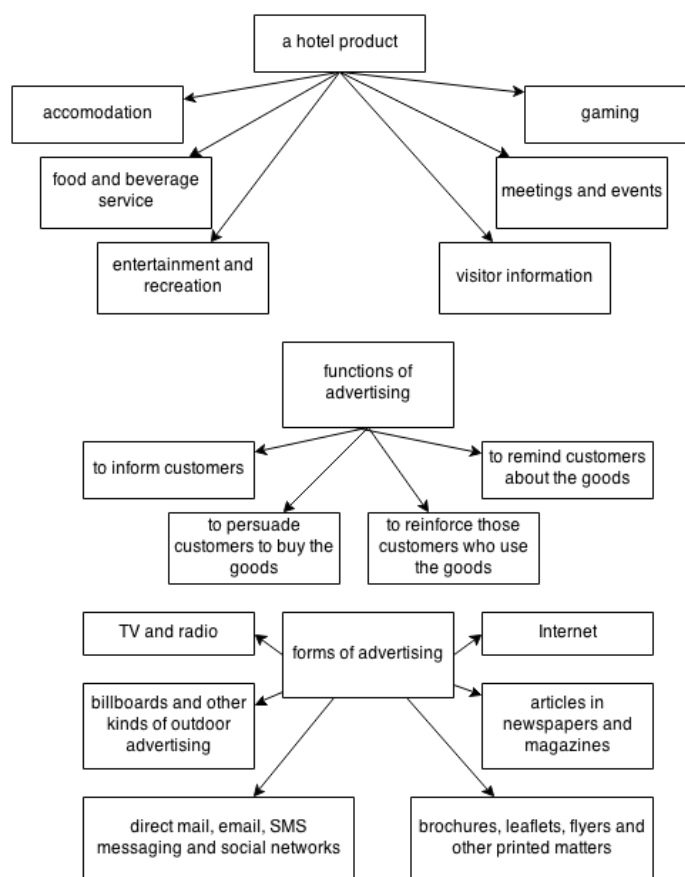 a hotel product
accomodation
gaming
food and beverage
service
meetings and events
entertainment and
recreation
visitor information
functions of
advertising
to inform customers
to remind customers
about the goods
to persuade
customers to buy the
goods
to reinforce those
customers who use
the goods
TV and radio
forms of advertising
Internet
billboards and other
kinds of outdoor
advertising
articles in
newspapers and
magazines
direct mail, email, SMS
messaging and social networks
brochures, leaflets, flyers and
other printed matters